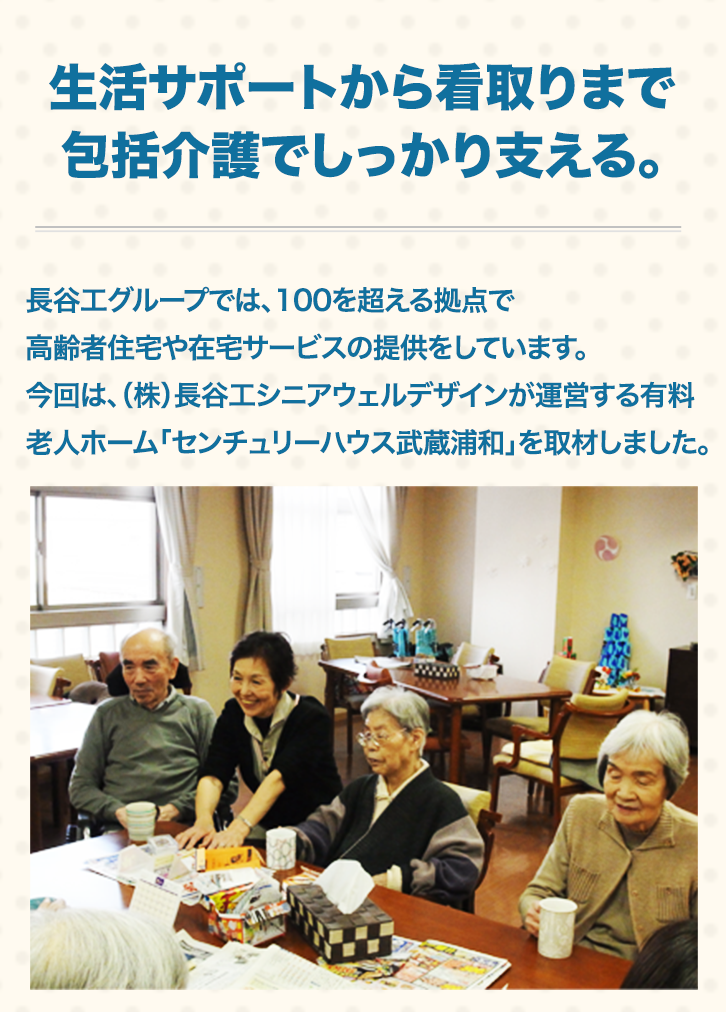 生活サポートから看取りまで
包括介護でしっかり支える。
長谷工グループでは、100を超える拠点で
高齢者住宅や在宅サービスの提供をしています。
今回は、（株）長谷工シニアウェルデザインが運営する有料
老人ホーム「センチュリーハウス武蔵浦和」を取材しました。